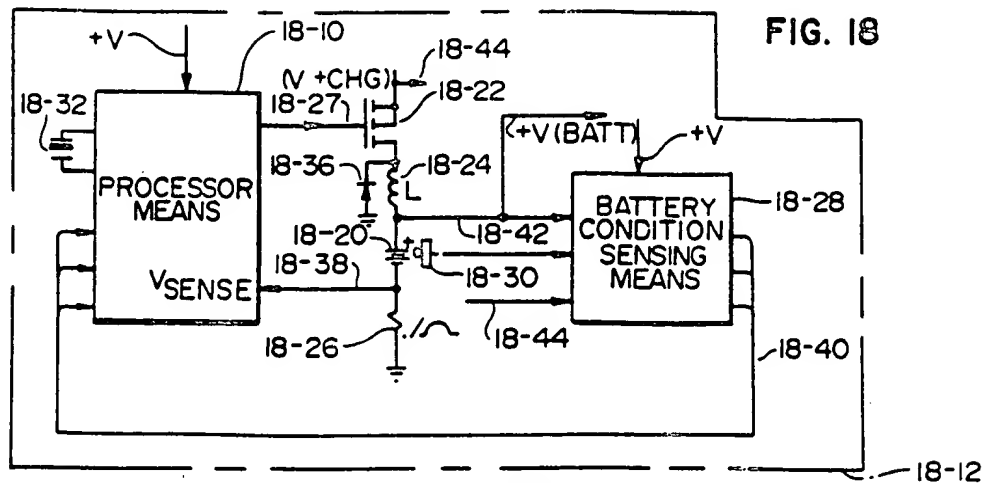 FIG. 18
+V
18-10
18-44
(V +CHG)
18-22
18-27
18-32
+V (BATT)
+V
18-36
18-24
L
PROCESSOR
MEANS
BATTERY
CONDITION
SENSING
MEANS
18-28
18-20
+
18-42
18-38
18-30
VSENSE
18-26
18-44
18-40
18-12